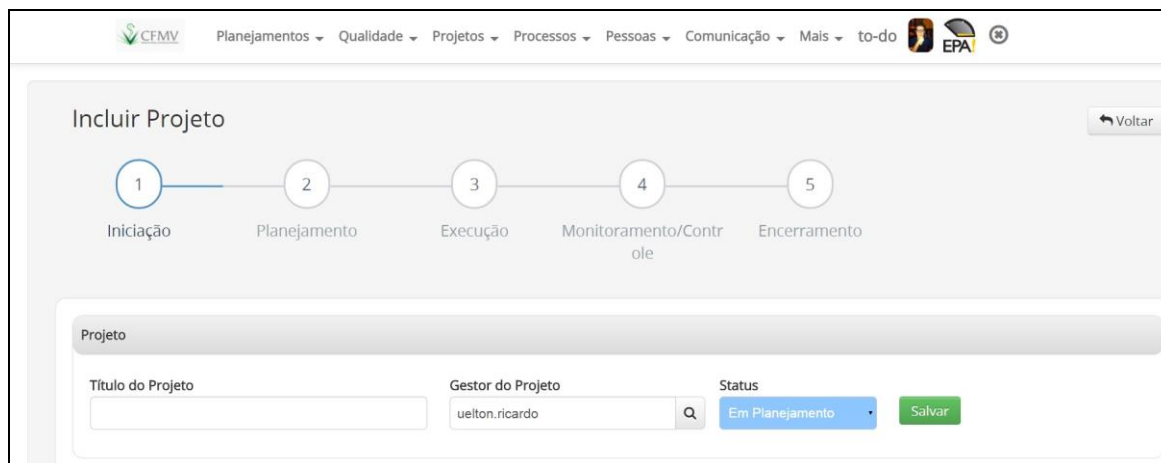 CFMV Planejamentos Qualidade Projetos Processos Pessoas Comunicação Mais to-do EPA!
Incluir Projeto
Voltar
1 2 3 4 5
Iniciação Planejamento Execução Monitoramento/Contr Encerramento
ole
Projeto
Título do Projeto Gestor do Projeto Status
uelton.ricardo Em Planejamento Salvar